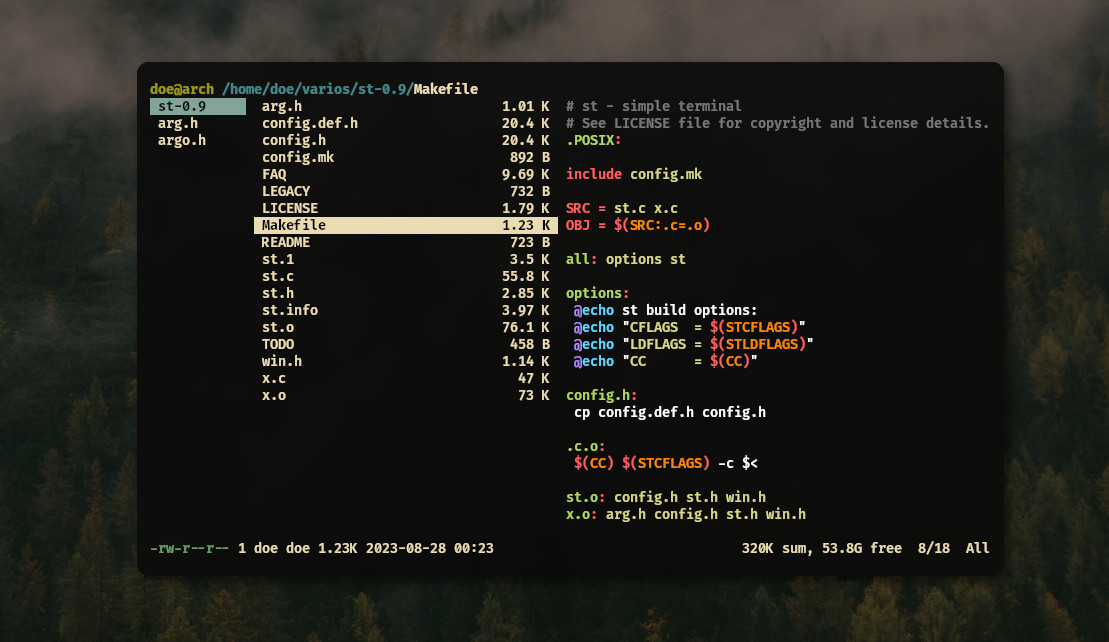 doe@arch /home/doe/varios/st-0.9/Makefile
st-0.9
arg.h
argo.h
arg.h 1.01 K
config.def.h 20.4 K
config.h 20.4 K
config.mk 892 B
FAQ 9.69 K
LEGACY 732 B
LICENSE 1.79 K
Makefile 1.23 K
README 723 B
st.1 3.5 K
st.c 55.8 K
st.h 2.85 K
st.info 3.97 K
st.o 76.1 K
TODO 458 B
win.h 1.14 K
x.c 47 K
x.o 73 K
# st - simple terminal
# See LICENSE file for copyright and license details.
.POSIX:
include config.mk
SRC = st.c x.c
OBJ = $(SRC:.c=.o)
all: options st
options:
@echo st build options:
@echo "CFLAGS  = $(STCFLAGS)"
@echo "LDFLAGS = $(STLDFLAGS)"
@echo "CC      = $(CC)"
config.h:
cp config.def.h config.h
.c.o:
$(CC) $(STCFLAGS) -c $<
st.o: config.h st.h win.h
x.o: arg.h config.h st.h win.h
-rw-r--r-- 1 doe doe 1.23K 2023-08-28 00:23 320K sum, 53.8G free 8/18 All